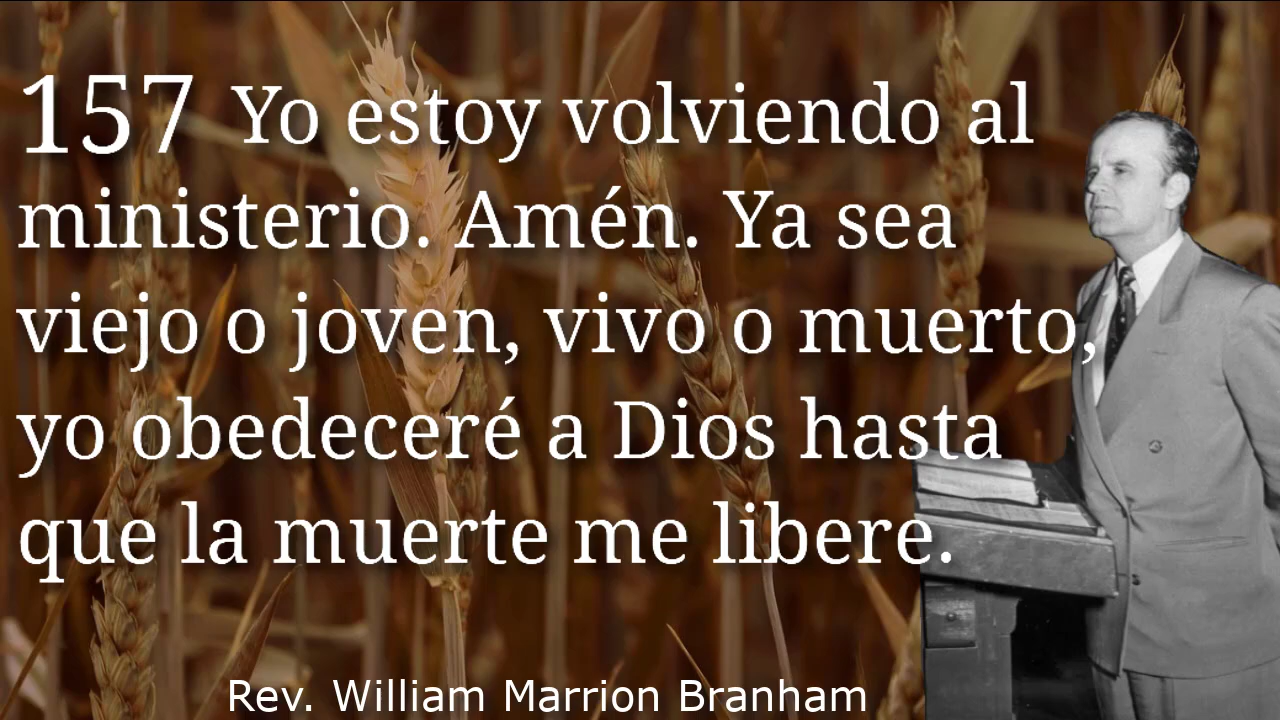 157 Yo estoy volviendo al
ministerio. Amén. Ya sea
viejo o joven, vivo o muerto,
yo obedeceré a Dios hasta
que la muerte me libere.
Rev. William Marrion Branham